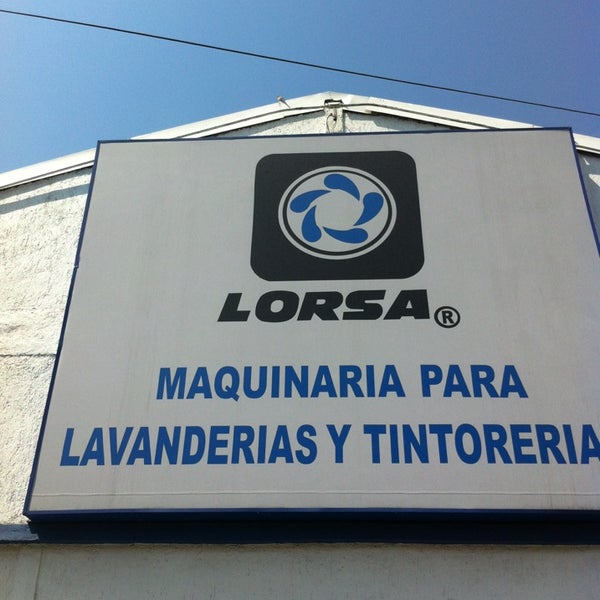 LORSA®
MAQUINARIA PARA
LAVANDERIAS Y TINTORERIA